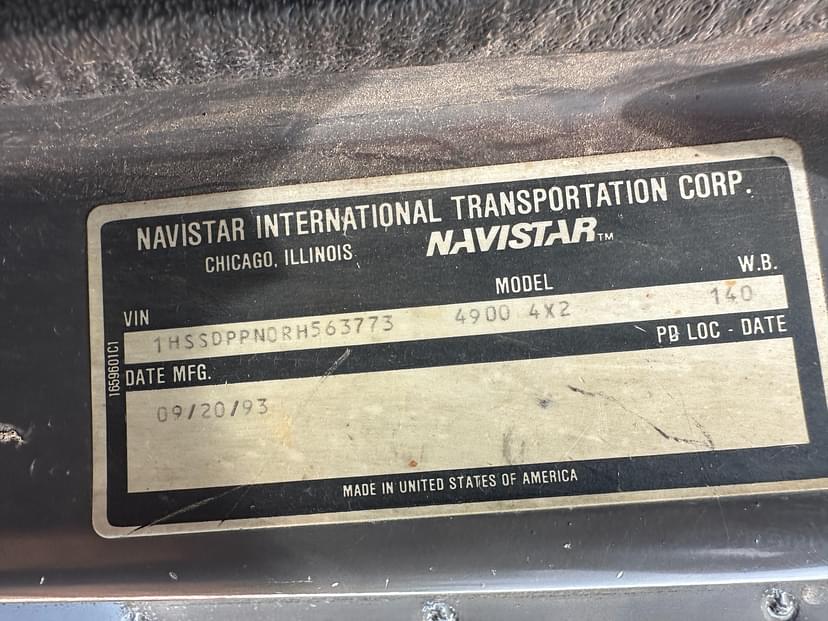 NAVISTAR INTERNATIONAL TRANSPORTATION CORP.
CHICAGO, ILLINOIS NAVISTAR™
VIN MODEL W.B.
1HSSDPPN0RH563773 4900 4X2 140
DATE MFG. PB LOC - DATE
09/20/93
MADE IN UNITED STATES OF AMERICA
1659601C1